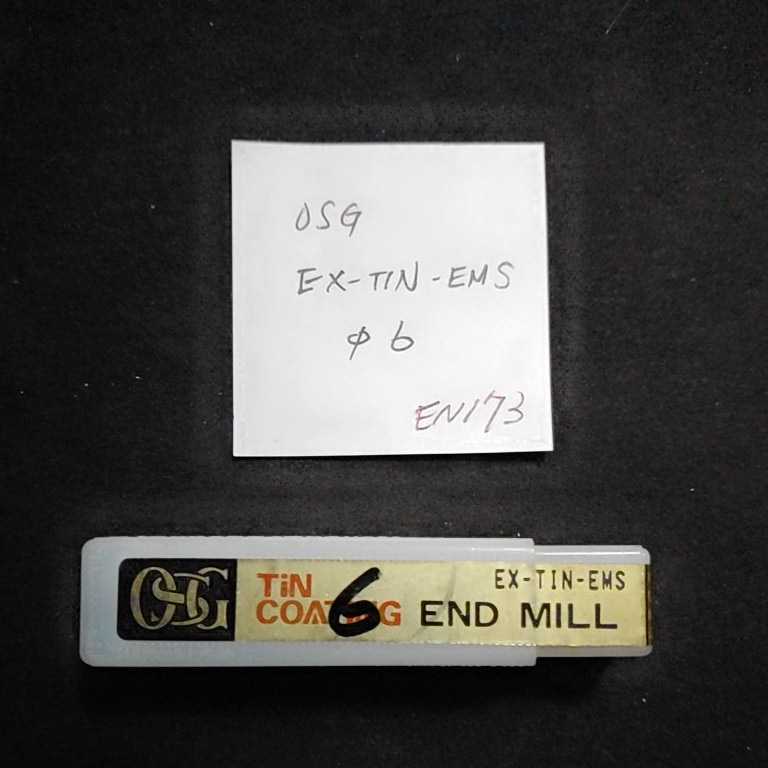 OSG
EX-TIN-EMS
φ6
EN173
OSG
TiN
COATING
6
EX-TIN-EMS
END MILL